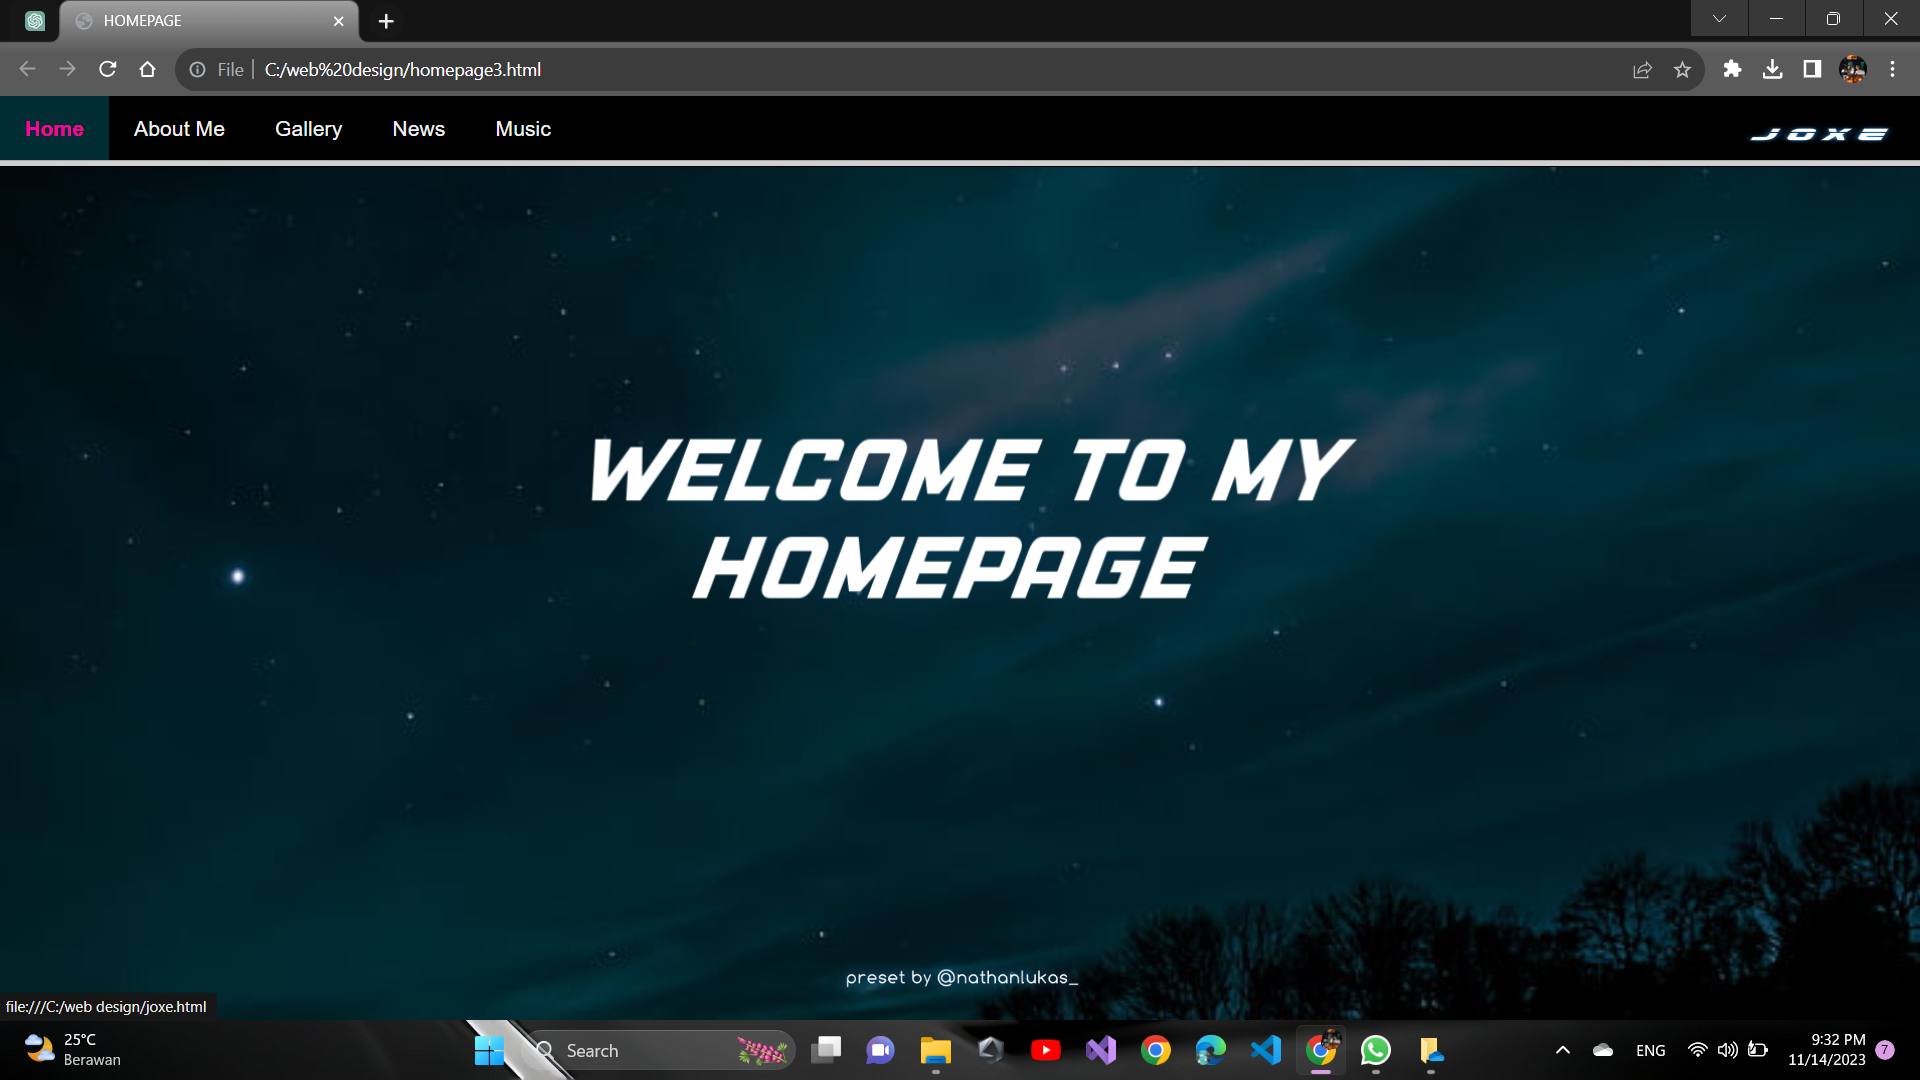 HOMEPAGE
File
C:/web%20design/homepage3.html
Home
About Me
Gallery
News
Music
JOXE
WELCOME TO MY
HOMEPAGE
preset by @nathanlukas_
file:///C:/web design/joxe.html
25°C
Berawan
Search
ENG
9:32 PM
11/14/2023
7